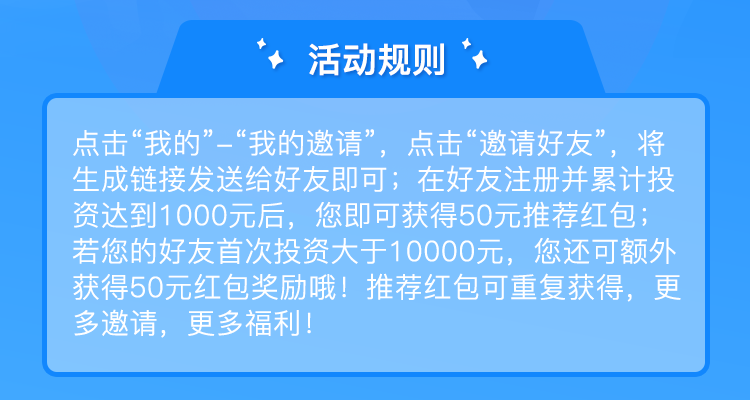 活动规则
点击“我的”-“我的邀请”，点击“邀请好友”，将
生成链接发送给好友即可；在好友注册并累计投
资达到1000元后，您即可获得50元推荐红包；
若您的好友首次投资大于10000元，您还可额外
获得50元红包奖励哦！推荐红包可重复获得，更
多邀请，更多福利！